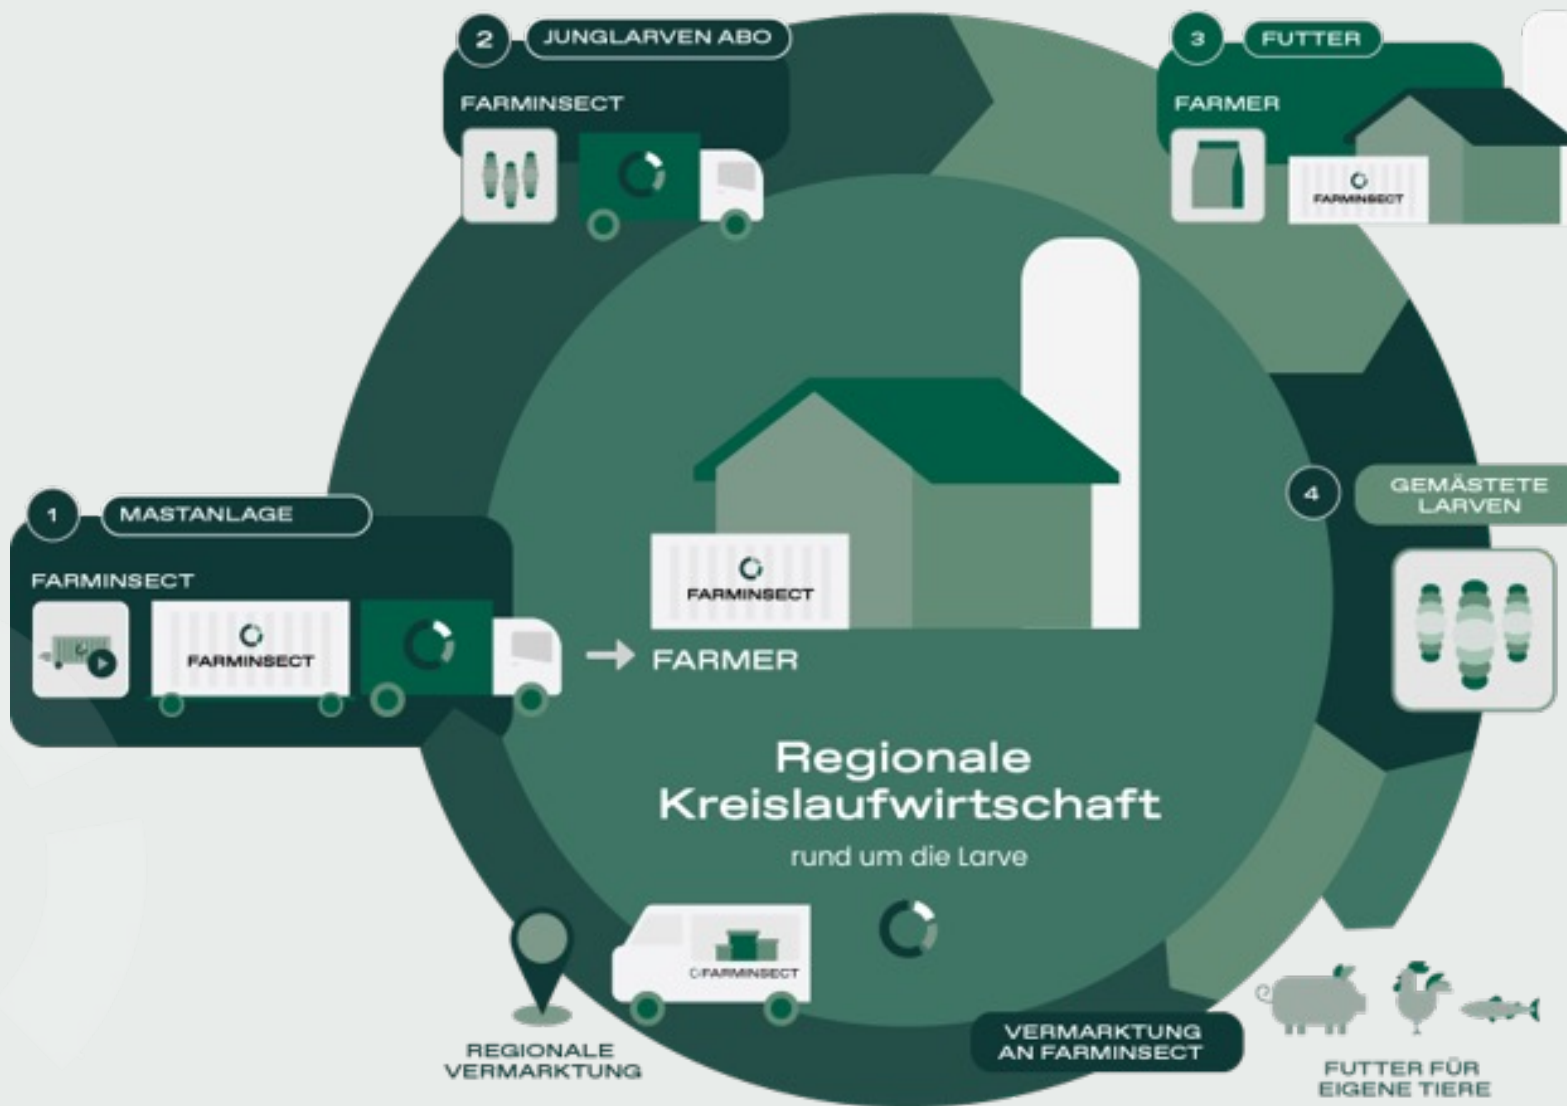 2 JUNGLARVEN ABO
FARMINSECT
3 FUTTER
FARMER
FARMINSECT
1 MASTANLAGE
FARMINSECT
FARMINSECT
FARMINSECT
FARMER
4 GEMÄSTETE
LARVEN
Regionale
Kreislaufwirtschaft
rund um die Larve
FARMINSECT
REGIONALE
VERMARKTUNG
VERMARKTUNG
AN FARMINSECT
FUTTER FÜR
EIGENE TIERE